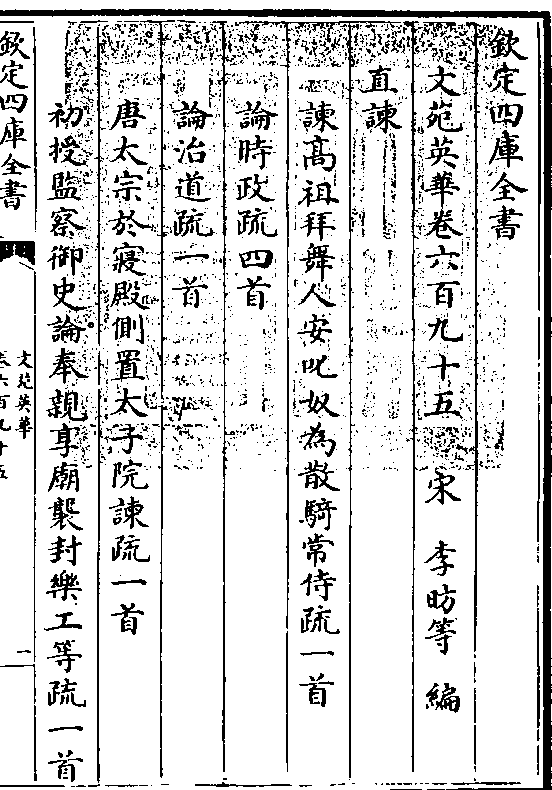 欽定四庫全書
文苑英華卷六百九十五 宋 李昉等 編
直諫
諫髙祖拜舞人安叱奴為散騎常侍疏一首
論時政疏四首
論治道疏一首
唐太宗於寢殿側置太子院諫疏一首
初授監察御史論奉親享廟襲封樂工等疏一首
欽定四庫全書
文苑英華
卷六百九十五